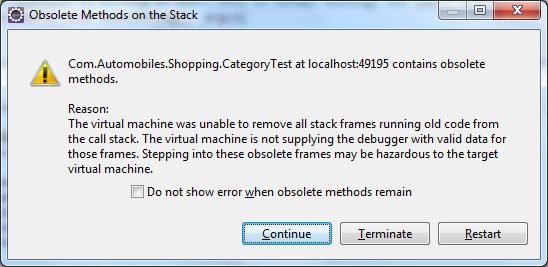 Obsolete Methods on the Stack
Com.Automobiles.Shopping.CategoryTest at localhost:49195 contains obsolete
methods.
Reason:
The virtual machine was unable to remove all stack frames running old code from
the call stack. The virtual machine is not supplying the debugger with valid data for
those frames. Stepping into these obsolete frames may be hazardous to the target
virtual machine.
Do not show error when obsolete methods remain
Continue
Terminate
Restart